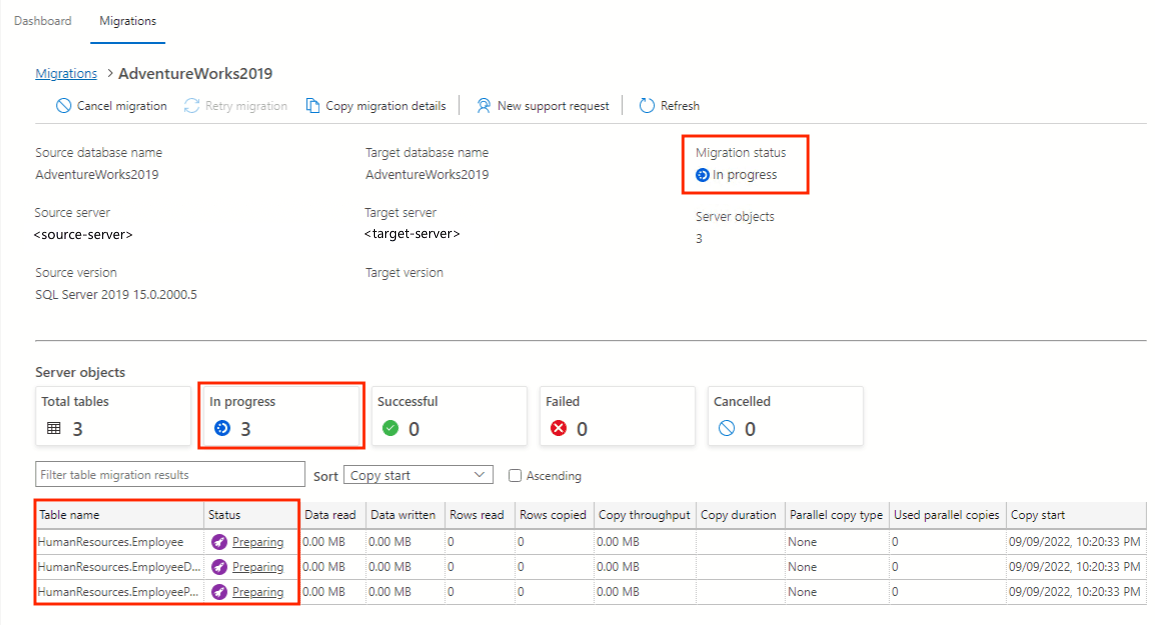 Dashboard Migrations
Migrations > AdventureWorks2019
Cancel migration Retry migration Copy migration details New support request Refresh
Source database name Target database name Migration status
AdventureWorks2019 AdventureWorks2019 In progress
Source server Target server Server objects
<source-server> <target-server> 3
Source version Target version
SQL Server 2019 15.0.2000.5
Server objects
Total tables In progress Successful Failed Cancelled
3 3 0 0 0
Filter table migration results Sort Copy start Ascending
Table name Status Data read Data written Rows read Rows copied Copy throughput Copy duration Parallel copy type Used parallel copies Copy start
HumanResources.Employee Preparing 0.00 MB 0.00 MB 0 0 0.00 MB None 0 09/09/2022, 10:20:33 PM
HumanResources.EmployeeD... Preparing 0.00 MB 0.00 MB 0 0 0.00 MB None 0 09/09/2022, 10:20:33 PM
HumanResources.EmployeeP... Preparing 0.00 MB 0.00 MB 0 0 0.00 MB None 0 09/09/2022, 10:20:33 PM